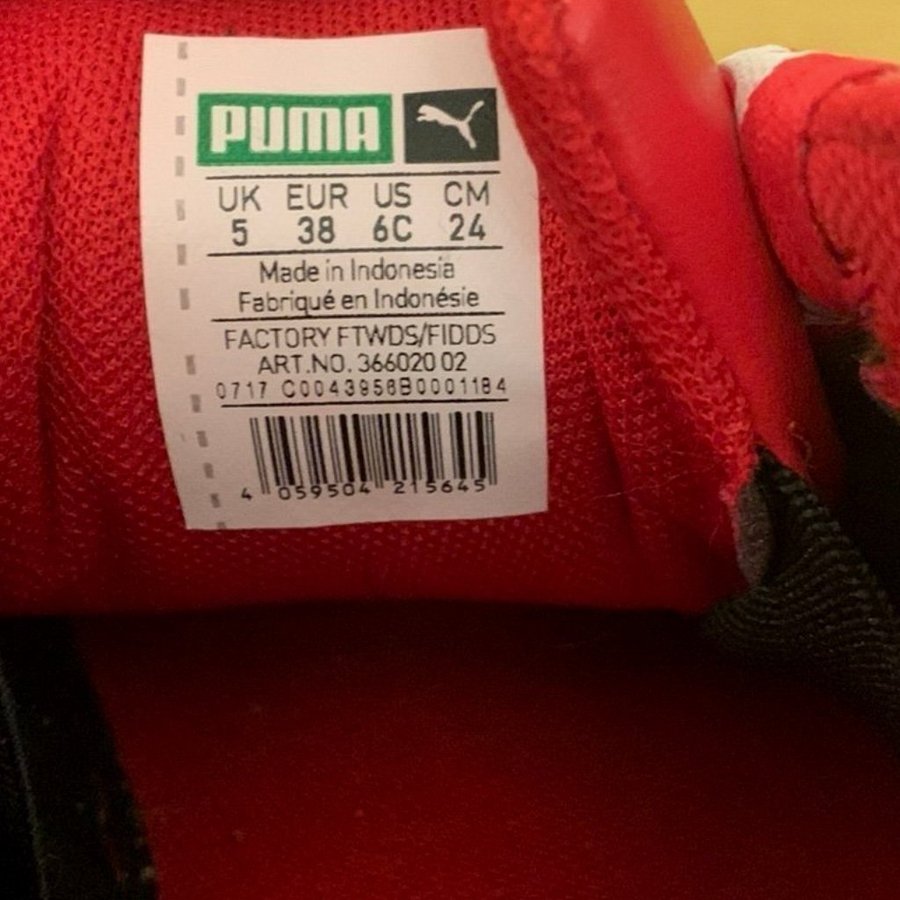 PUMA
UK EUR US CM
5 38 6C 24
Made in Indonesia
Fabriqué en Indonésie
FACTORY FTWDS/FIDDS
ART.NO. 366020 02
0717 C0043956B0001184
4 059504 215645